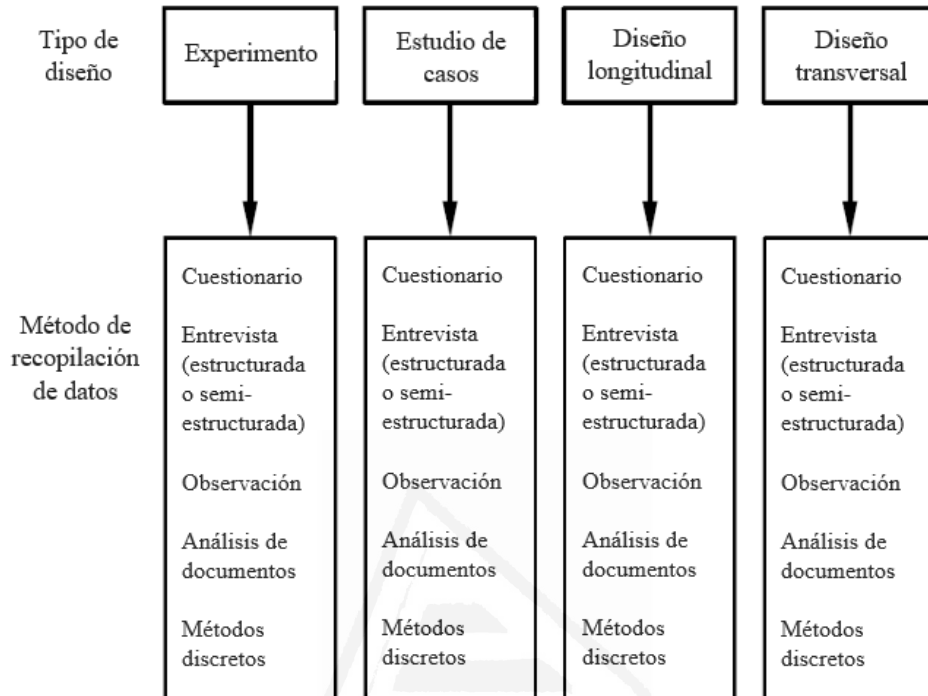 Tipo de
diseño
Experimento
Estudio de
casos
Diseño
longitudinal
Diseño
transversal
Método de
recopilación
de datos
Cuestionario
Entrevista
(estructurada
o semi-
estructurada)
Observación
Análisis de
documentos
Métodos
discretos
Cuestionario
Entrevista
(estructurada
o semi-
estructurada)
Observación
Análisis de
documentos
Métodos
discretos
Cuestionario
Entrevista
(estructurada
o semi-
estructurada)
Observación
Análisis de
documentos
Métodos
discretos
Cuestionario
Entrevista
(estructurada
o semi-
estructurada)
Observación
Análisis de
documentos
Métodos
discretos